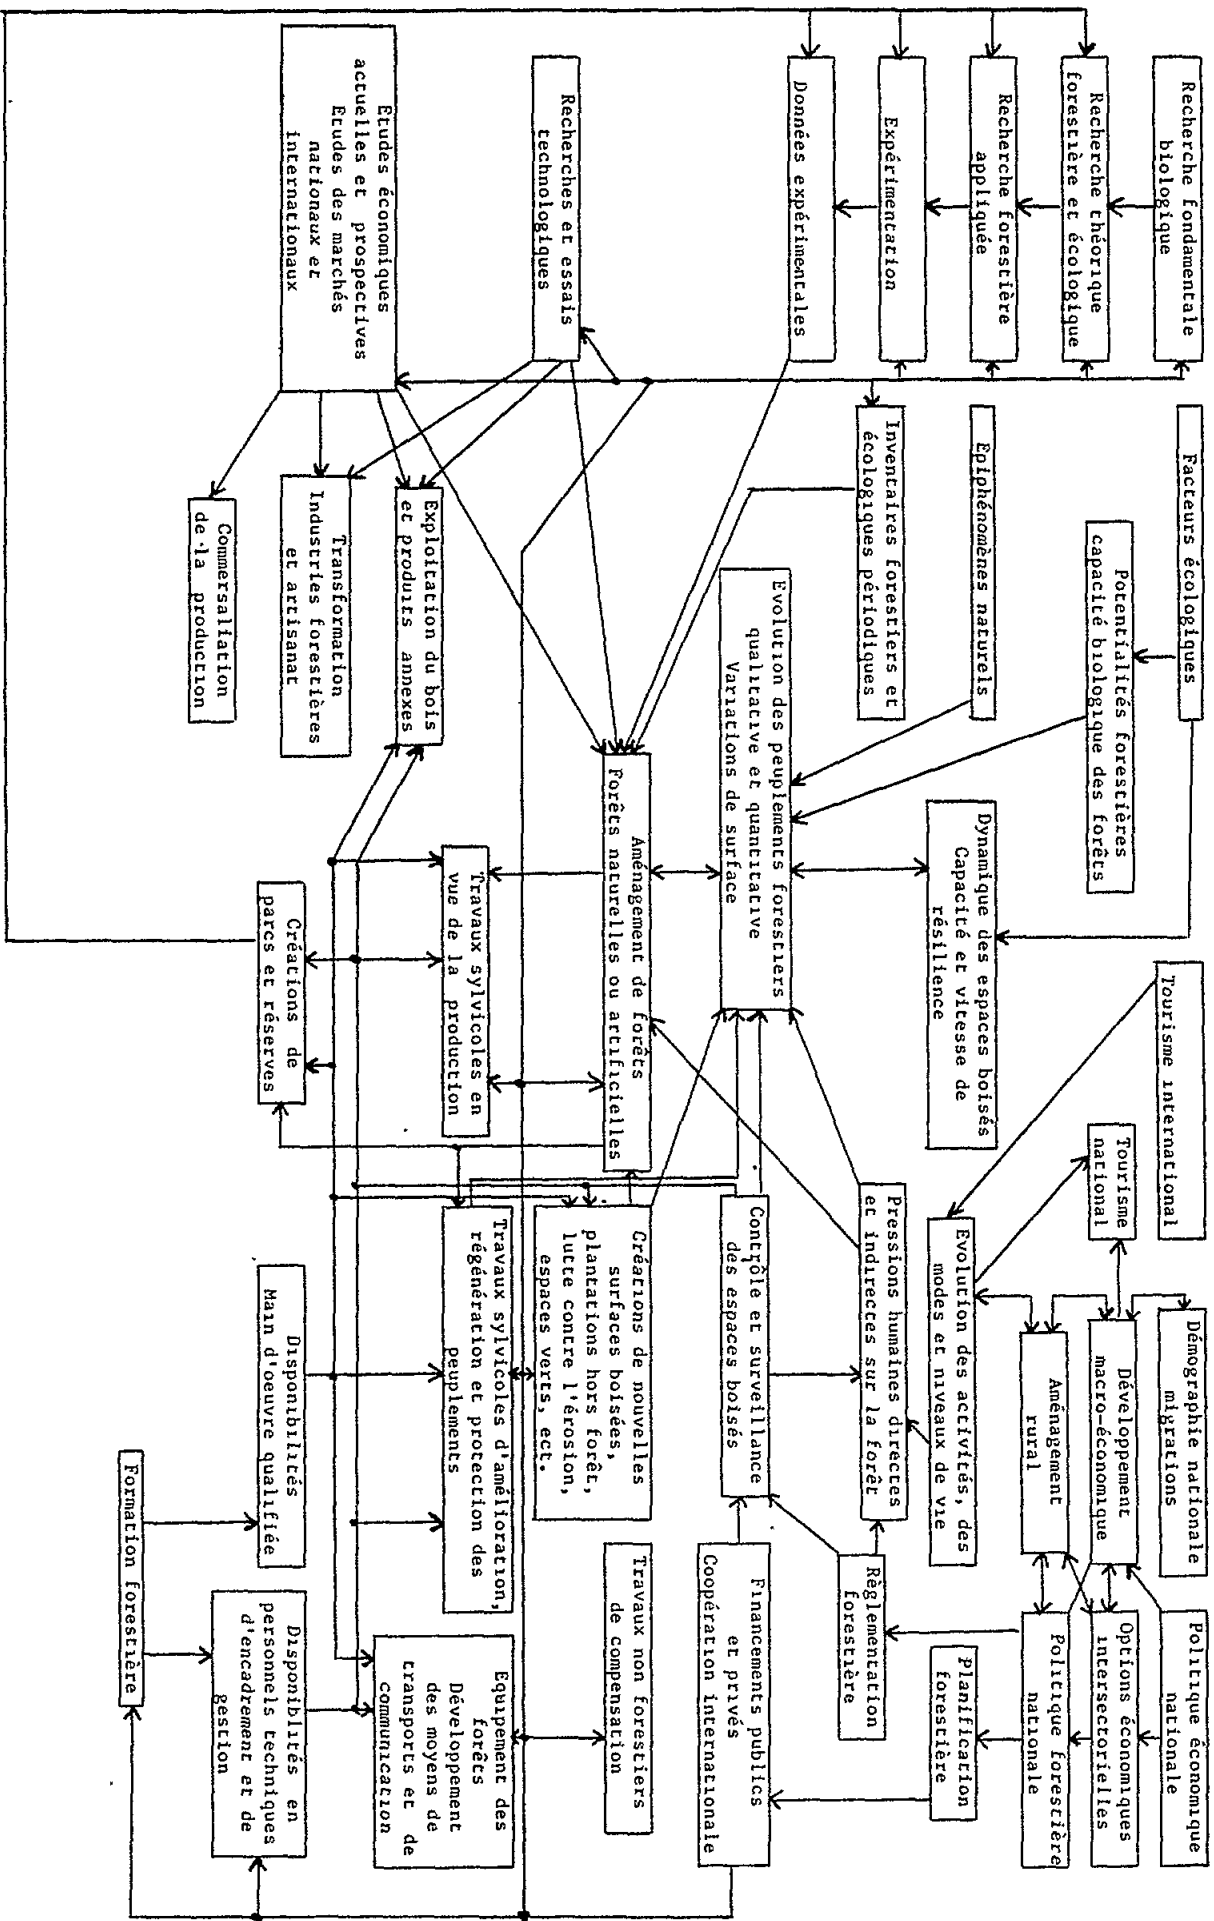 Recherche fondamentale
biologique
Recherche théorique
forestière et écologique
Recherche forestière
appliquée
Expérimentation
Données expérimentales
Recherches et essais
technologiques
Etudes économiques
actuelles et prospectives
Etudes des marchés
nationaux et
internationaux
Facteurs écologiques
Potentialités forestières
capacité biologique des forêts
Epiphénomènes naturels
Inventaires forestiers et
écologiques périodiques
Evolution des peuplements forestiers
qualitative et quantitative
Variations de surface
Exploitation du bois
et produits annexes
Transformation
Industries forestières
et artisanat
Commersaliation
de la production
Dynamique des espaces boisés
Capacité et vitesse de
résilience
Aménagement de forêts
Forêts naturelles ou artificielles
Travaux sylvicoles en
vue de la production
Créations de
parcs et réserves
Tourisme international
Tourisme
national
Evolution des activités, des
modes et niveaux de vie
Pressions humaines directes
et indirectes sur la forêt
Contrôle et surveillance
des espaces boisés
Créations de nouvelles
surfaces boisées,
plantations hors forêt,
lutte contre l'érosion,
espaces verts, ect.
Travaux sylvicoles d'amélioration,
régénération et protection des
peuplements
Disponibilités
Main d'oeuvre qualifiée
Formation forestière
Démographie nationale
migrations
Développement
macro-économique
Aménagement
rural
Règlementation
forestière
Financements publics
et privés
Coopération internationale
Travaux non forestiers
de compensation
Equipement des
forêts
Développement
des moyens de
transports et de
communication
Disponiblités en
personnels techniques
d'encadrement et de
gestion
Politique économique
nationale
Options économiques
intersectorielles
Politique forestière
nationale
Planification
forestière